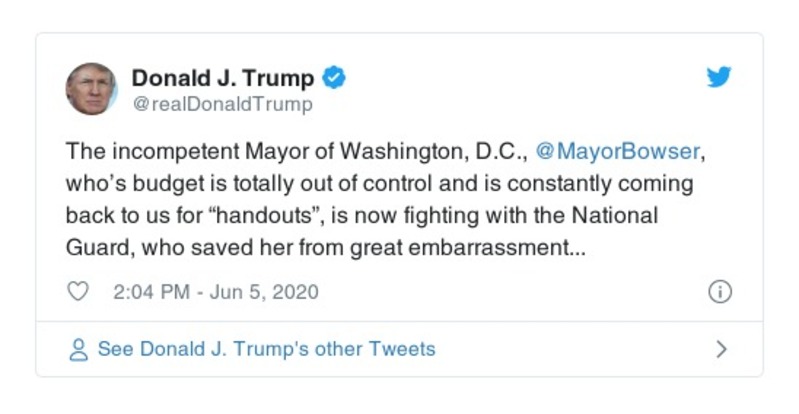 Donald J. Trump
@realDonaldTrump
The incompetent Mayor of Washington, D.C., @MayorBowser,
who’s budget is totally out of control and is constantly coming
back to us for “handouts”, is now fighting with the National
Guard, who saved her from great embarrassment...
2:04 PM - Jun 5, 2020
See Donald J. Trump's other Tweets